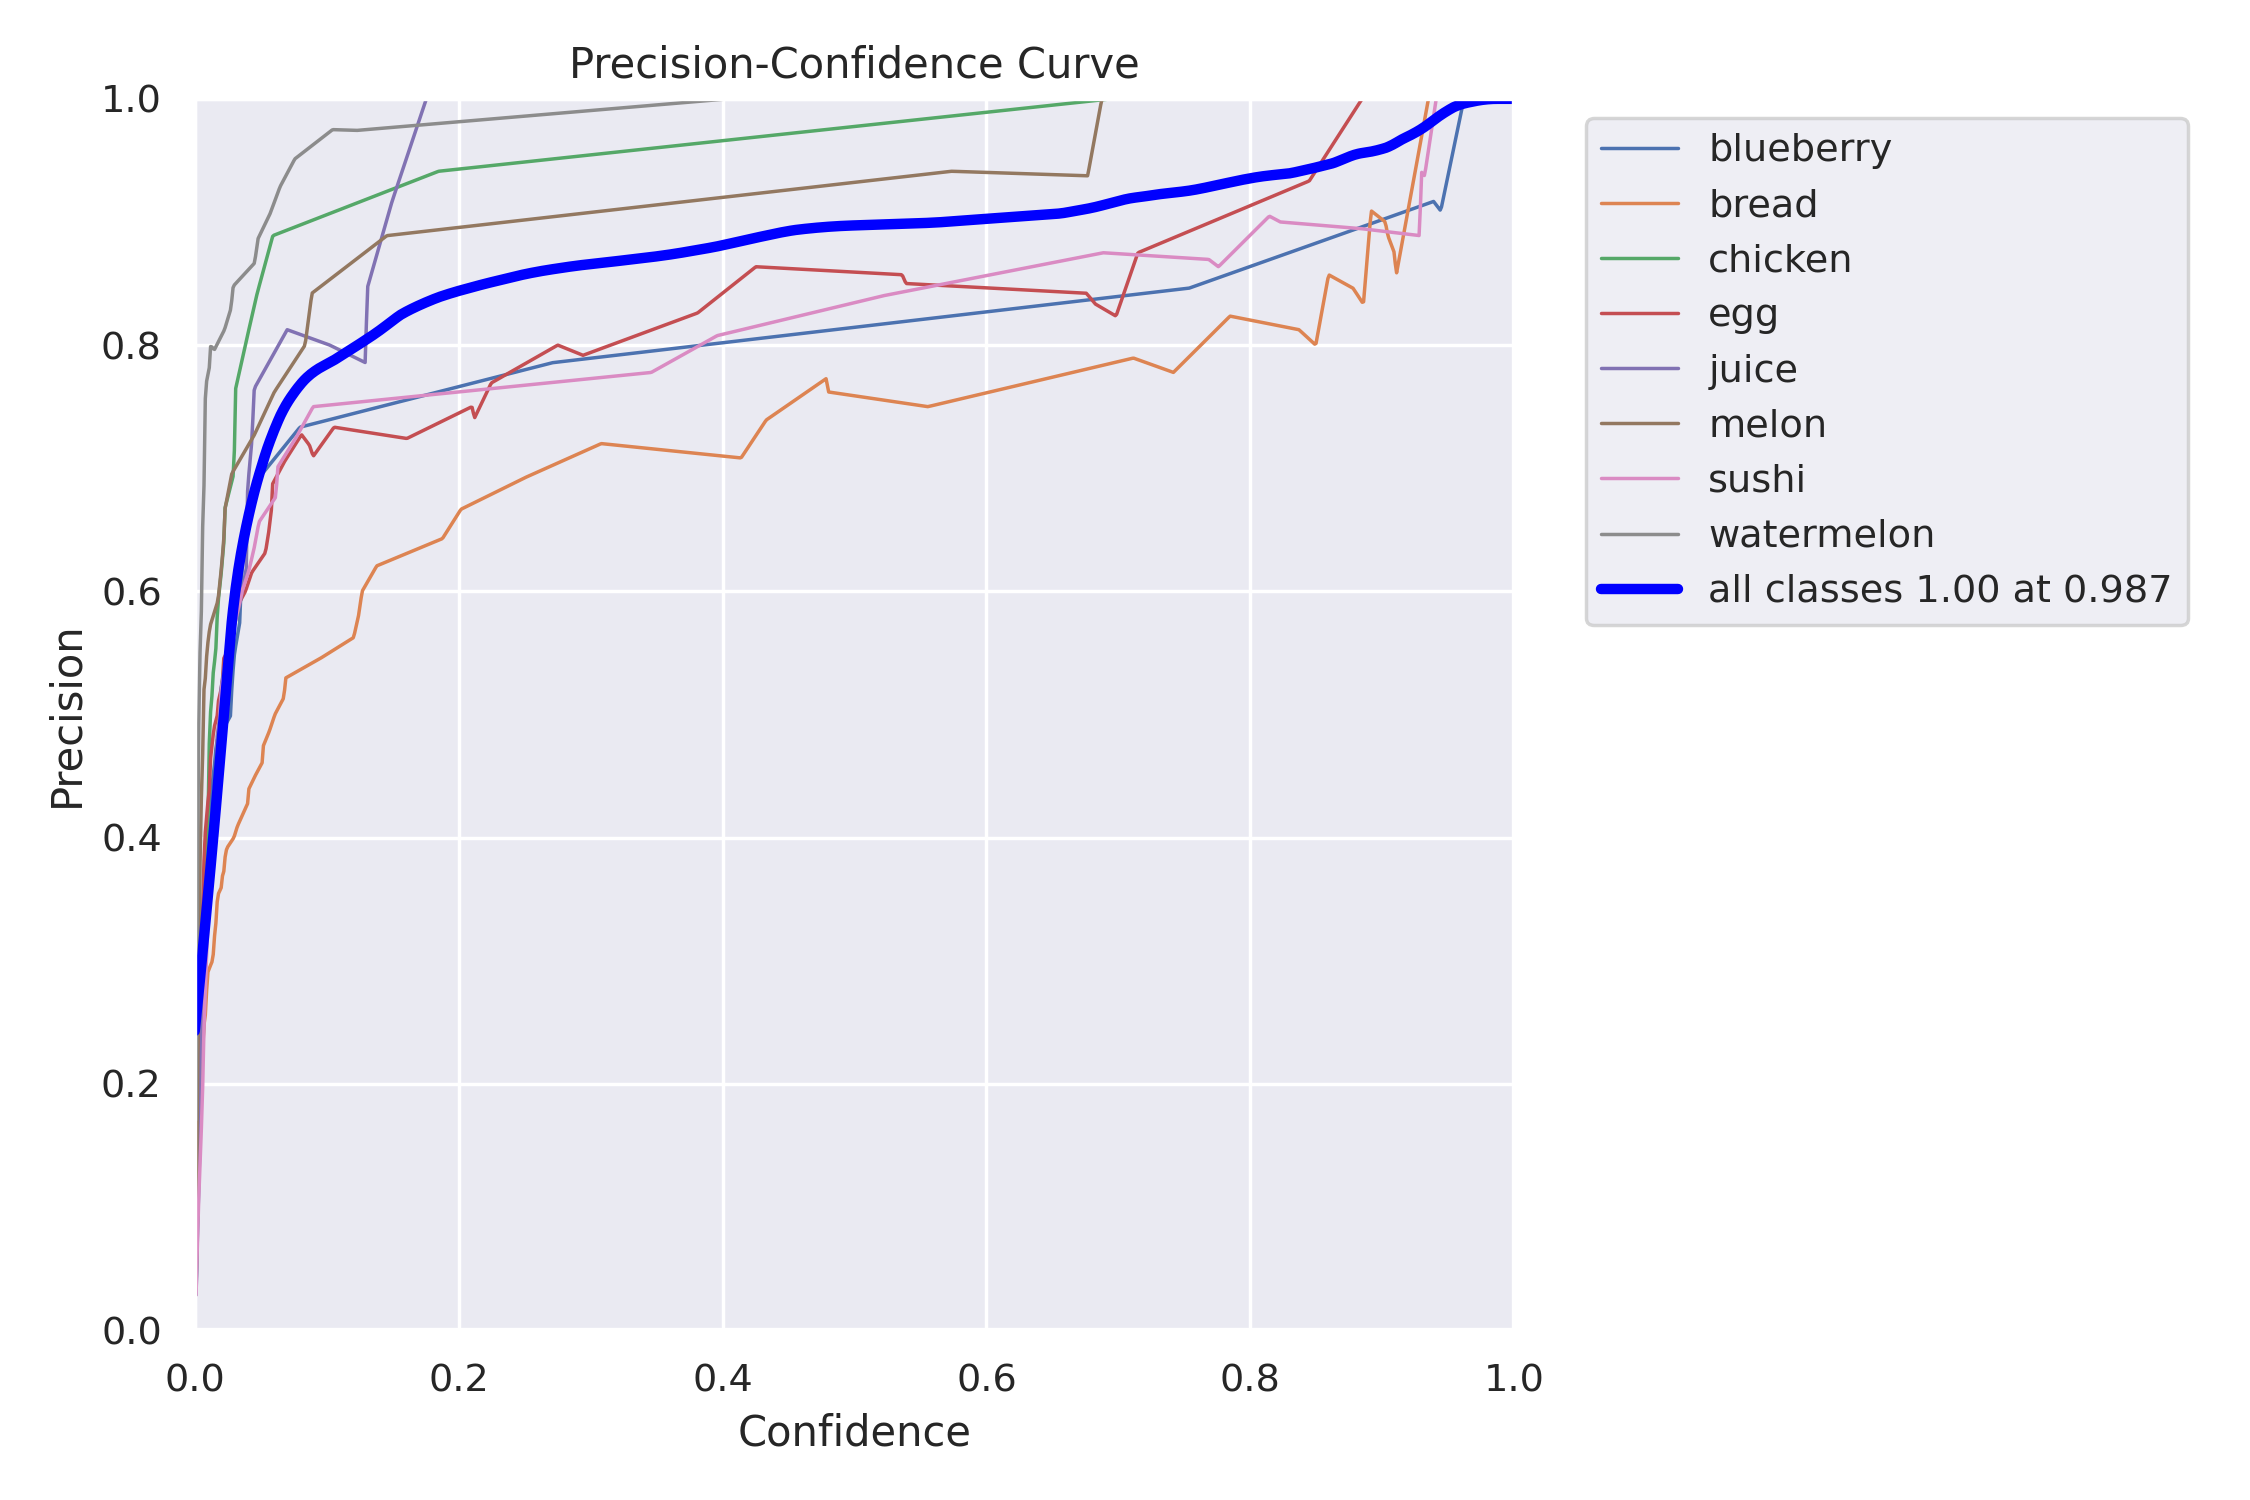 Precision-Confidence Curve
1.0
0.8
0.6
0.4
0.2
0.0
Precision
0.0 0.2 0.4 0.6 0.8 1.0
Confidence
blueberry
bread
chicken
egg
juice
melon
sushi
watermelon
all classes 1.00 at 0.987